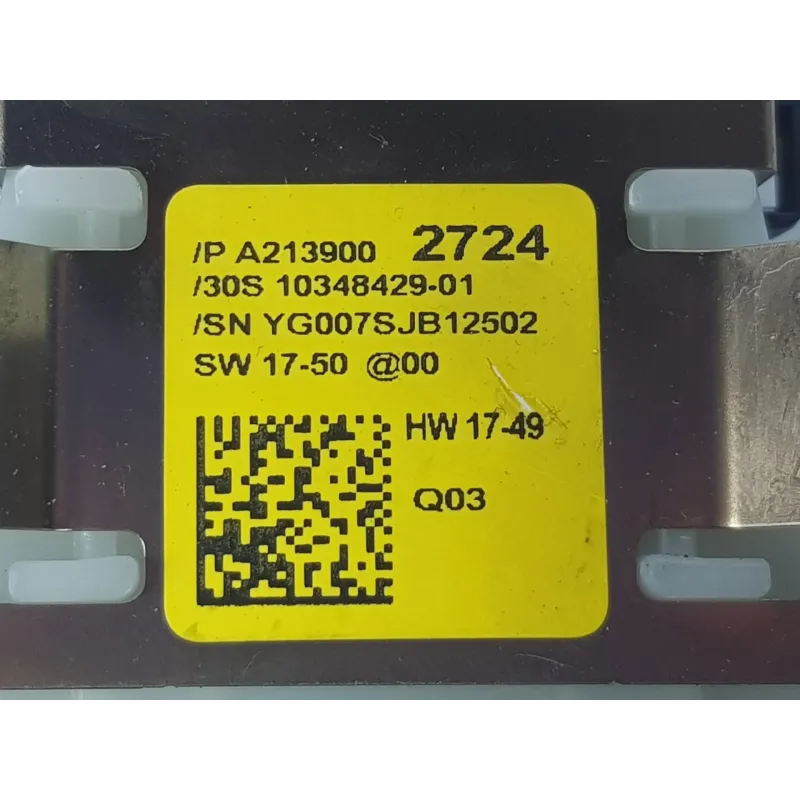 /P A213900 2724
/30S 10348429-01
/SN YG007SJB12502
SW 17-50 @00
HW 17-49
Q03